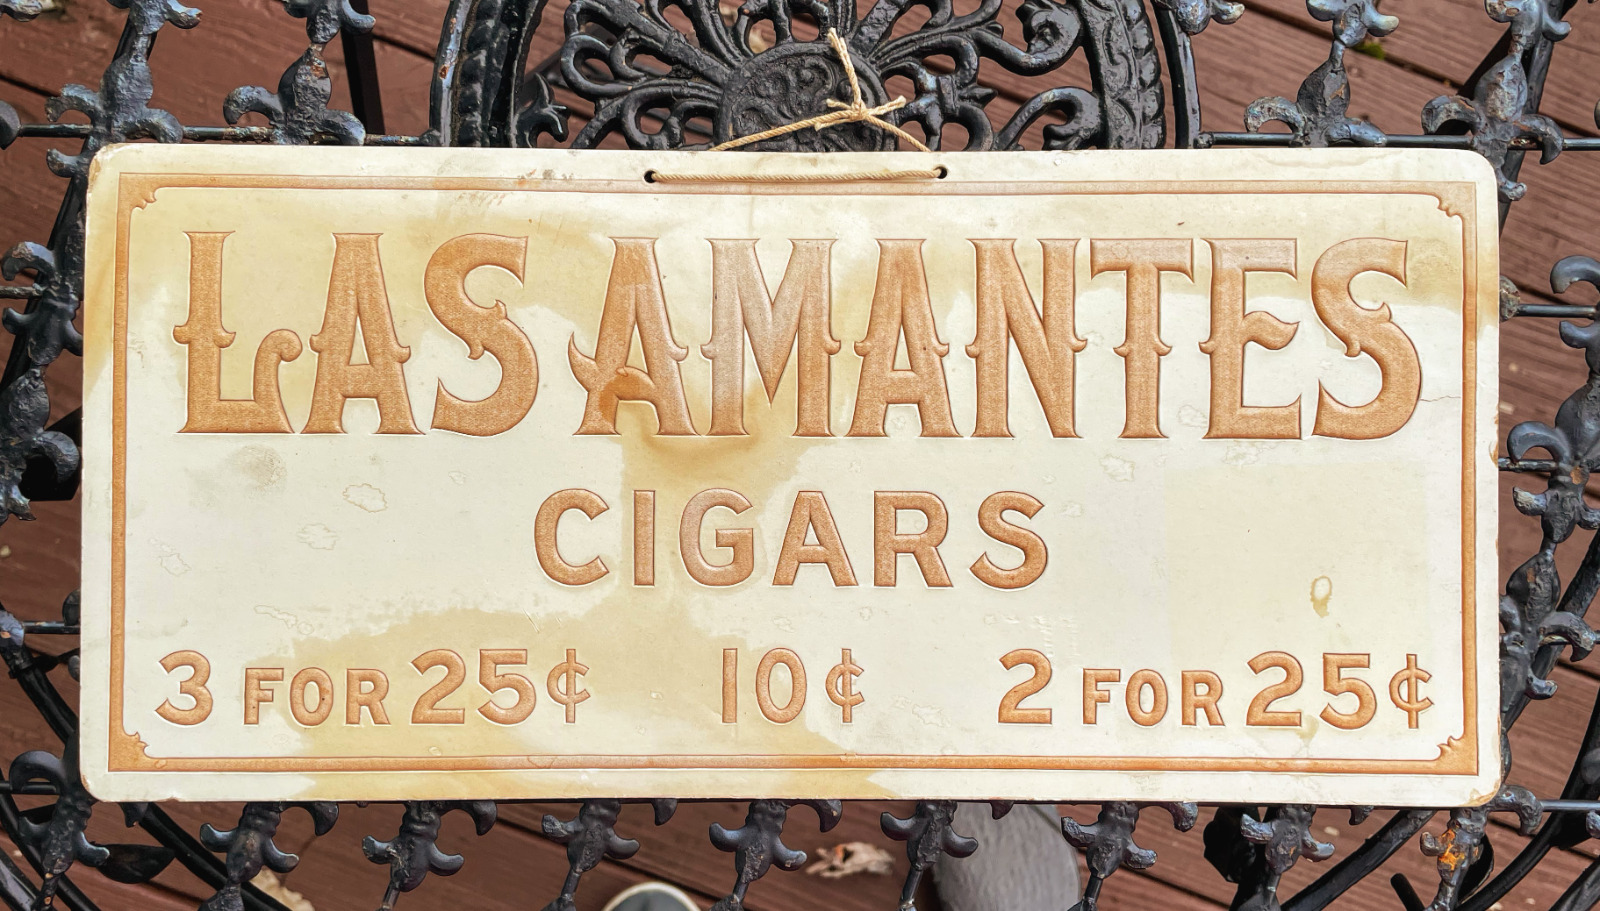 LAS AMANTES
CIGARS
3 FOR 25¢ 10¢ 2 FOR 25¢